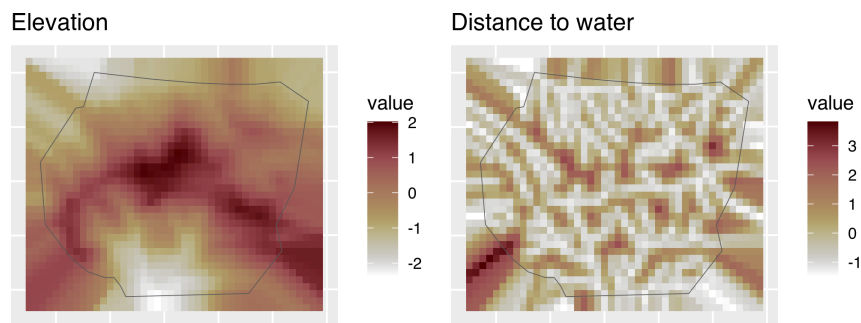 Elevation
value
2
1
0
-1
-2
Distance to water
value
3
2
1
0
-1